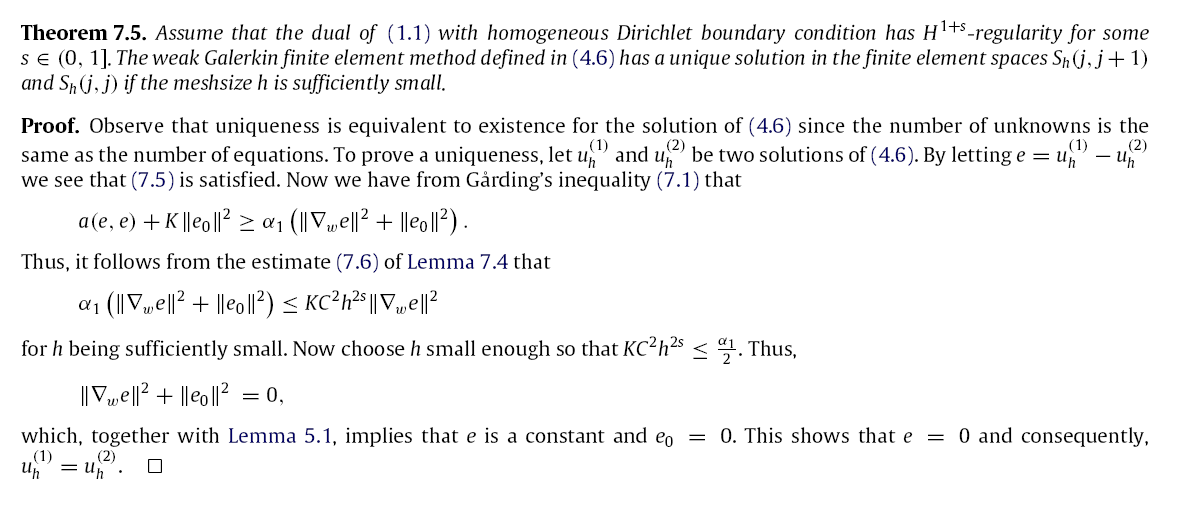 Theorem 7.5. Assume that the dual of (1.1) with homogeneous Dirichlet boundary condition has H^{1+s}-regularity for some
s ∈ (0, 1]. The weak Galerkin finite element method defined in (4.6) has a unique solution in the finite element spaces S_h(j, j + 1)
and S_h(j, j) if the meshsize h is sufficiently small.
Proof. Observe that uniqueness is equivalent to existence for the solution of (4.6) since the number of unknowns is the
same as the number of equations. To prove a uniqueness, let u_h^{(1)} and u_h^{(2)} be two solutions of (4.6). By letting e = u_h^{(1)} − u_h^{(2)}
we see that (7.5) is satisfied. Now we have from Gårding's inequality (7.1) that
a(e, e) + K‖e_0‖^2 ≥ α_1 (‖∇_w e‖^2 + ‖e_0‖^2) .
Thus, it follows from the estimate (7.6) of Lemma 7.4 that
α_1 (‖∇_w e‖^2 + ‖e_0‖^2) ≤ KC^2h^{2s}‖∇_w e‖^2
for h being sufficiently small. Now choose h small enough so that KC^2h^{2s} ≤ \frac{α_1}{2}. Thus,
‖∇_w e‖^2 + ‖e_0‖^2 = 0,
which, together with Lemma 5.1, implies that e is a constant and e_0 = 0. This shows that e = 0 and consequently,
u_h^{(1)} = u_h^{(2)}. □